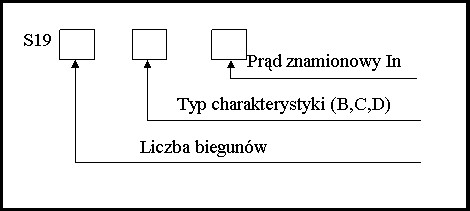 S19
Prąd znamionowy In
Typ charakterystyki (B,C,D)
Liczba biegunów